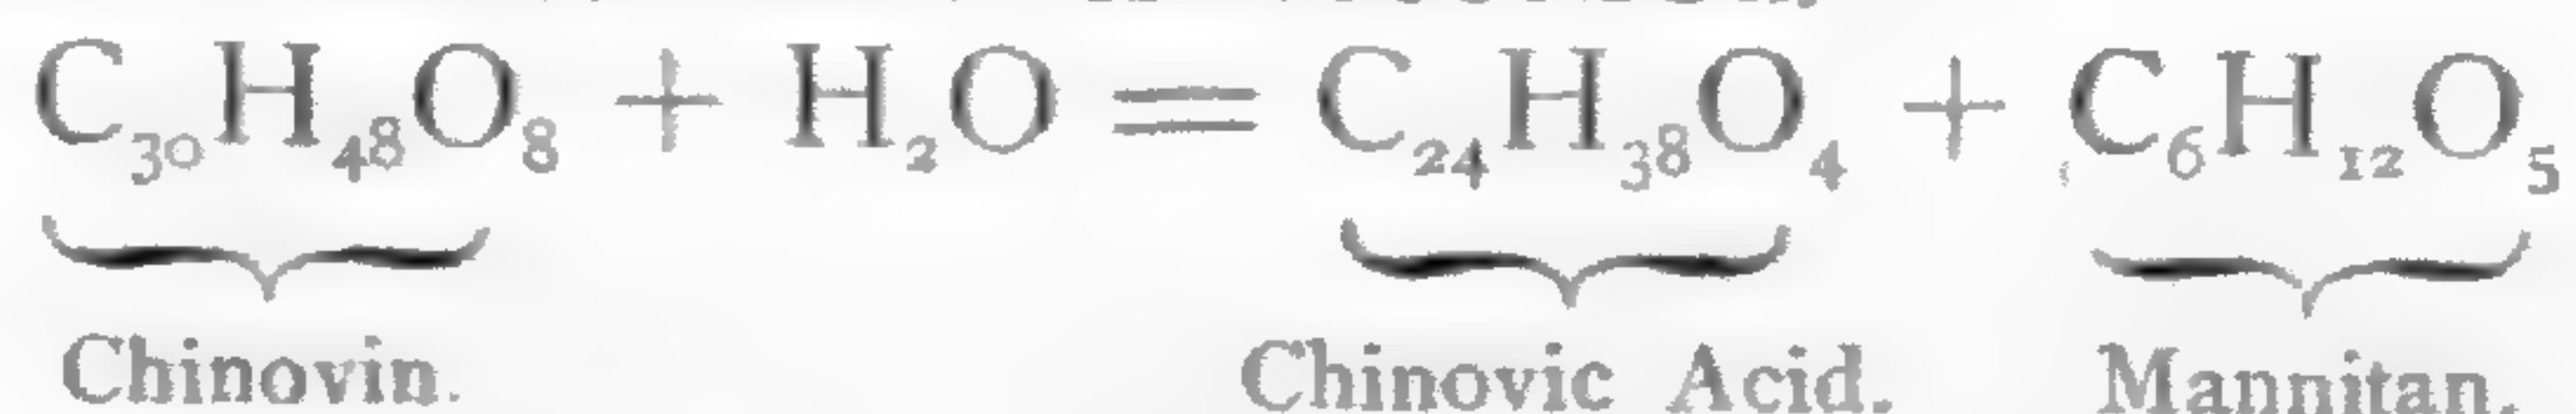 C₃₀H₄₈O₈ + H₂O = C₂₄H₃₈O₄ + C₆H₁₂O₅
Chinovin. Chinovic Acid. Mannitan.